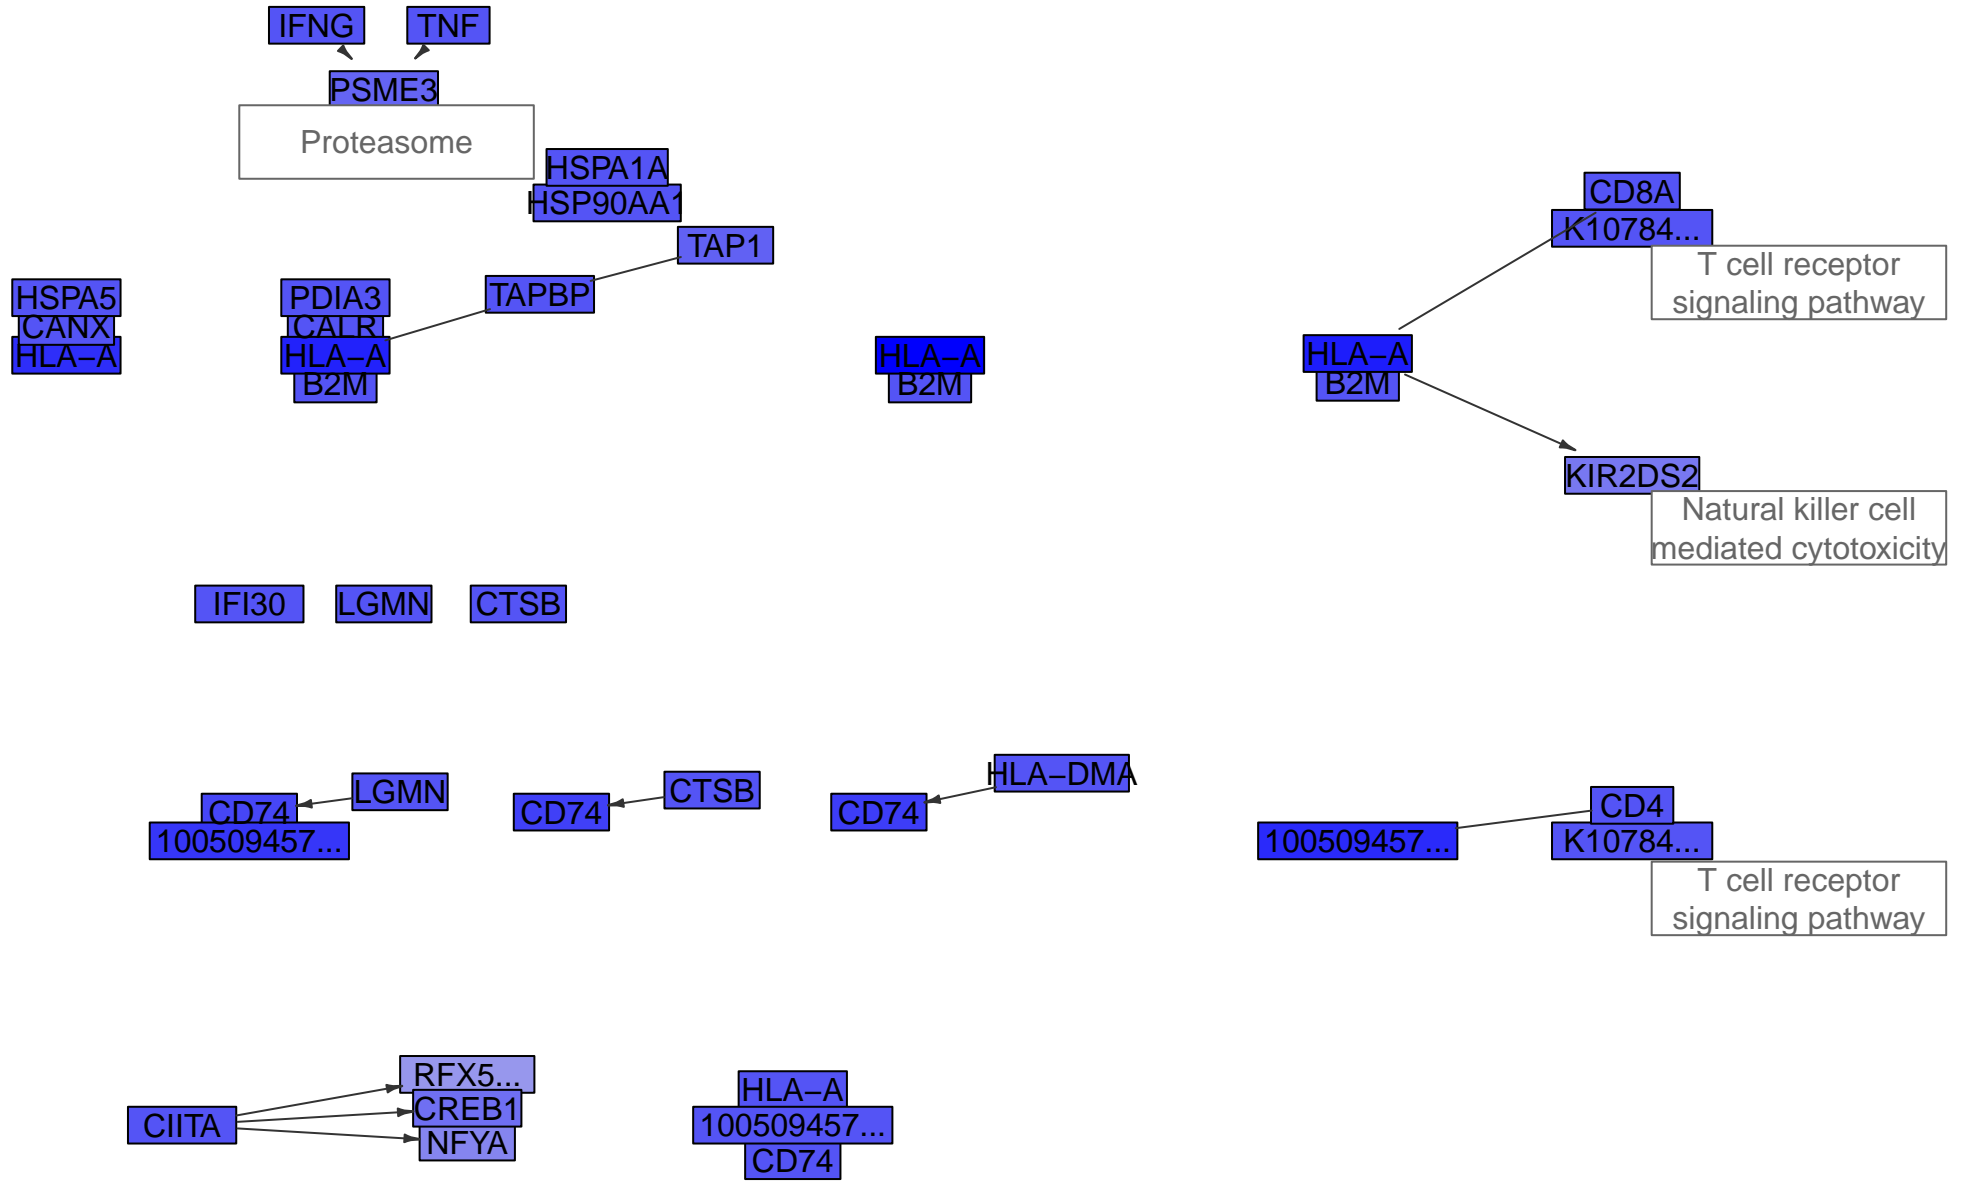 IFNG
TNF
PSME3
Proteasome
HSPA1A
HSP90AA1
TAP1
TAPBP
HSPA5
CANX
HLA−A
PDIA3
CALR
HLA−A
B2M
HLA−A
B2M
CD8A
K10784...
T cell receptor
signaling pathway
HLA−A
B2M
KIR2DS2
Natural killer cell
mediated cytotoxicity
IFI30
LGMN
CTSB
CD74
100509457...
LGMN
CD74
CTSB
CD74
HLA−DMA
100509457...
CD4
K10784...
T cell receptor
signaling pathway
CIITA
RFX5...
CREB1
NFYA
HLA−A
100509457...
CD74